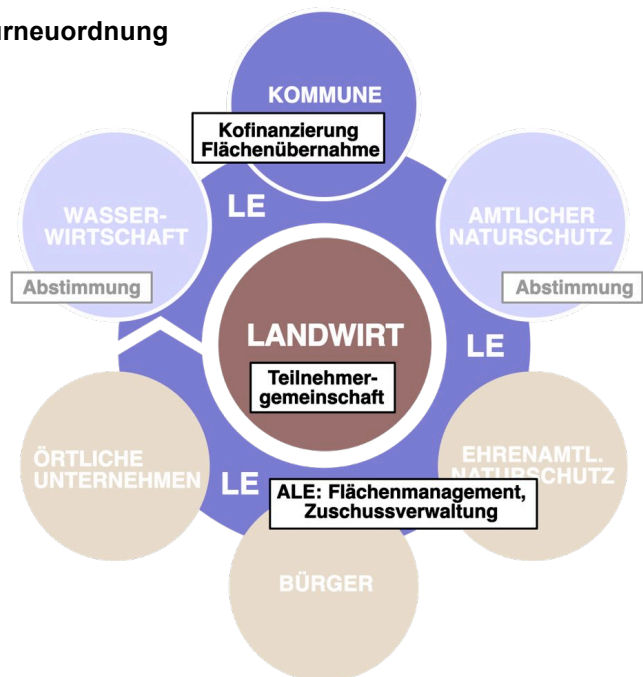 urneuordnung
KOMMUNE
Kofinanzierung
Flächenübernahme
LE
WASSER-
WIRTSCHAFT
Abstimmung
AMTLICHER
NATURSCHUTZ
Abstimmung
LANDWIRT
Teilnehmer-
gemeinschaft
LE
ÖRTLICHE
UNTERNEHMEN
LE
EHRENAMTL.
NATURSCHUTZ
ALE: Flächenmanagement,
Zuschussverwaltung
BÜRGER